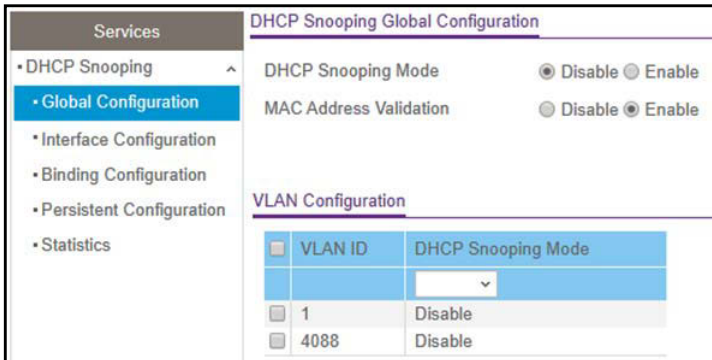 Services
• DHCP Snooping
• Global Configuration
• Interface Configuration
• Binding Configuration
• Persistent Configuration
• Statistics
DHCP Snooping Global Configuration
DHCP Snooping Mode Disable Enable
MAC Address Validation Disable Enable
VLAN Configuration
VLAN ID DHCP Snooping Mode
1 Disable
4088 Disable